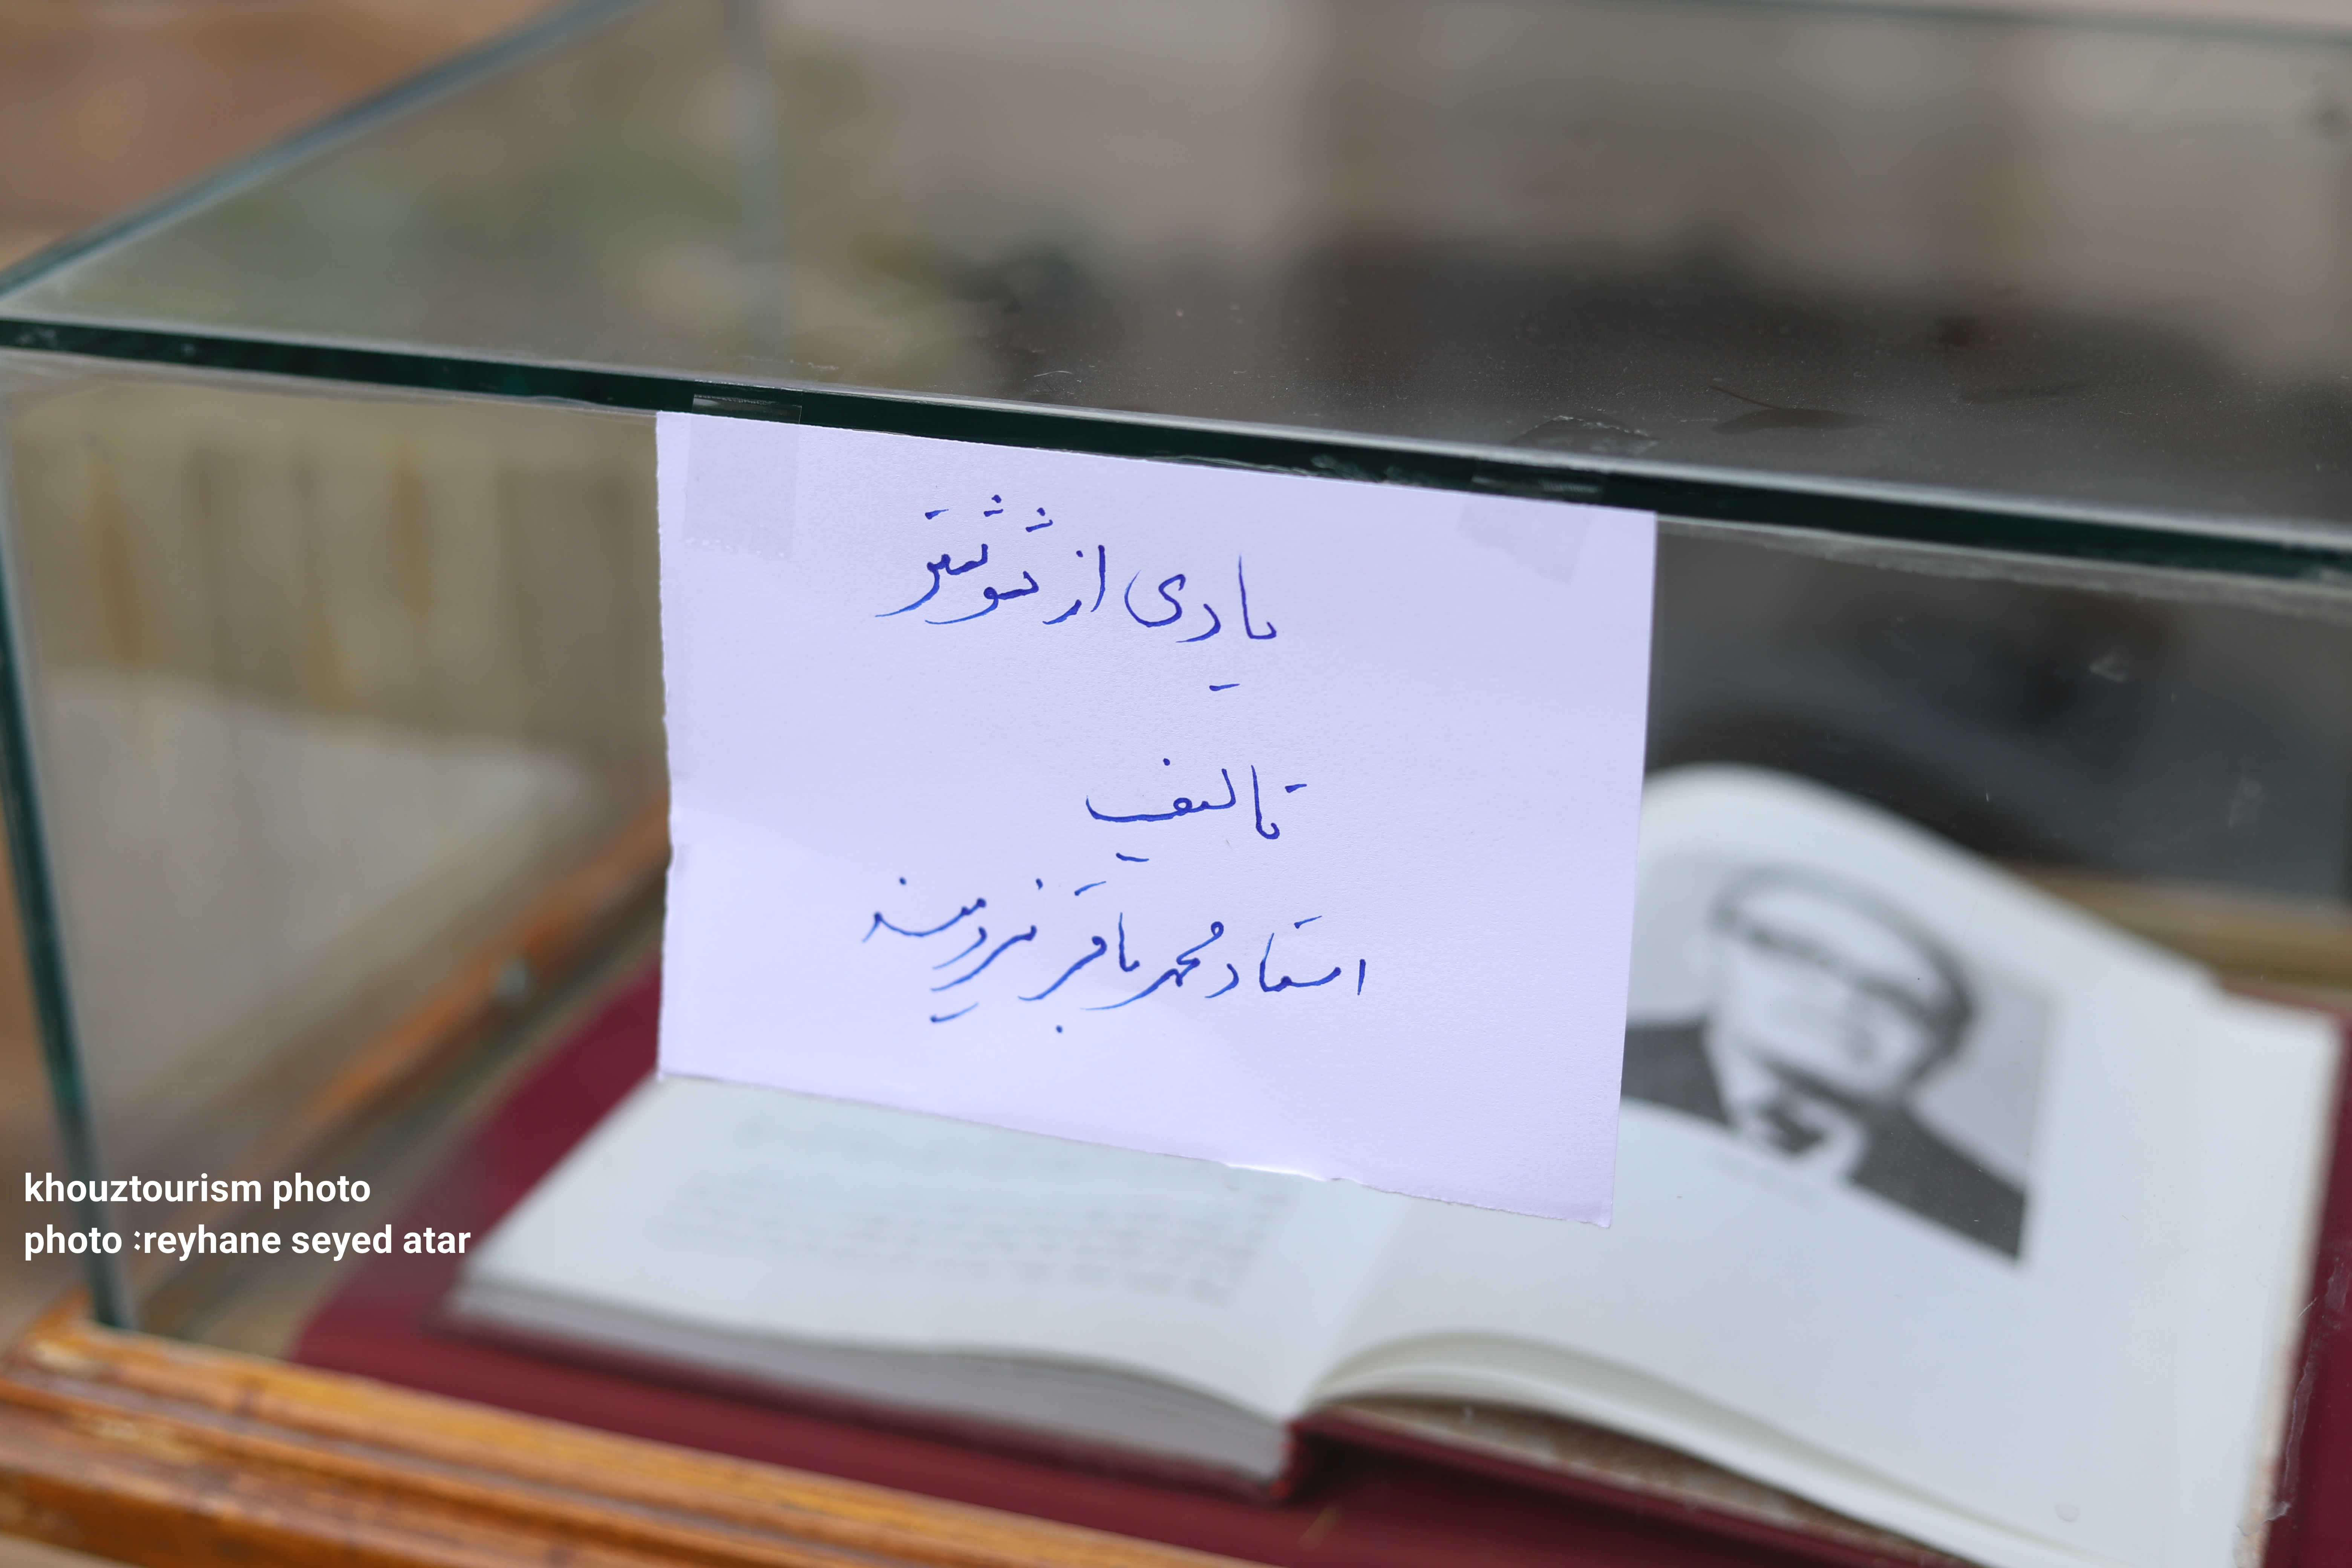 یادی از شوشتر
تالیف
استاد محمد باقر نیرومند
khouztourism photo
photo :reyhane seyed atar